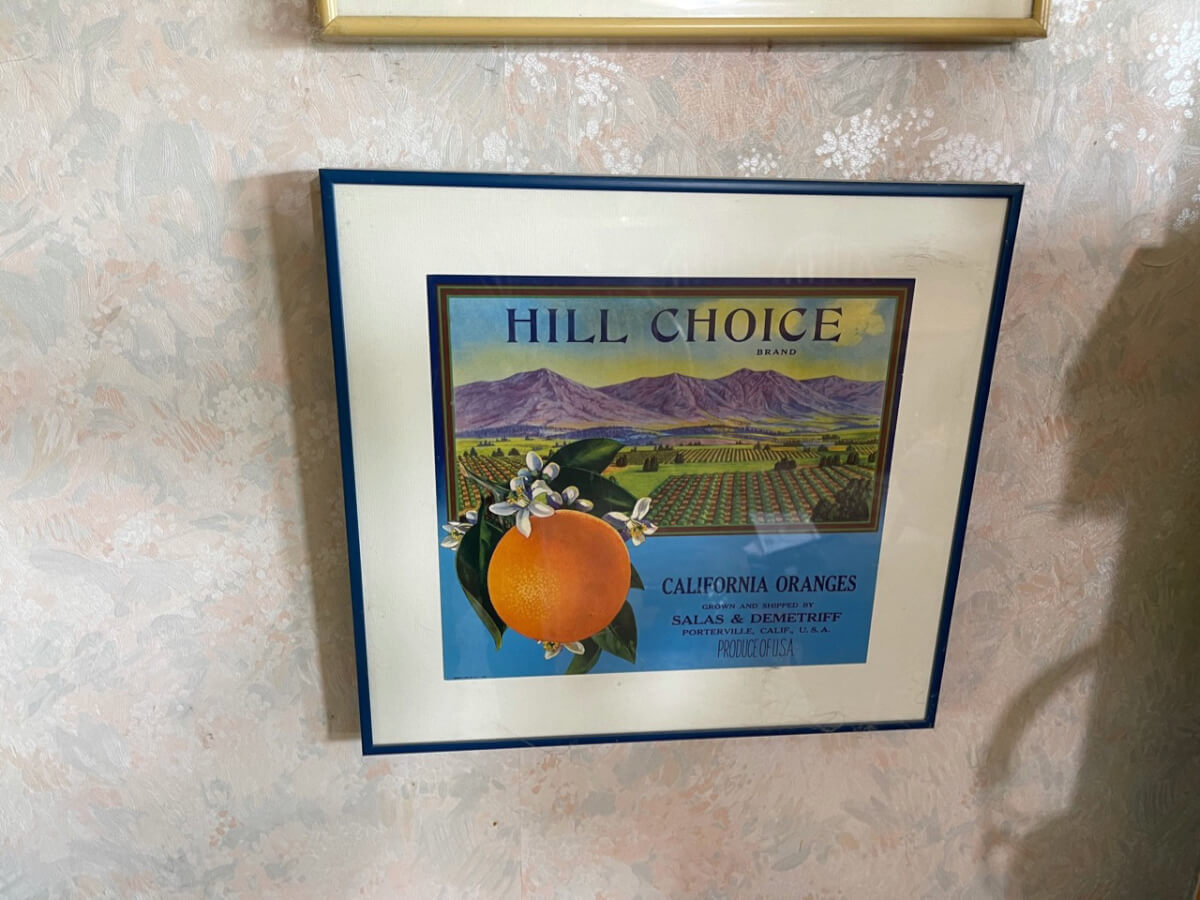 HILL CHOICE
BRAND
CALIFORNIA ORANGES
GROWN AND SHIPPED BY
SALAS & DEMETRIFF
PORTERVILLE, CALIF., U.S.A.
PRODUCE OF U.S.A.